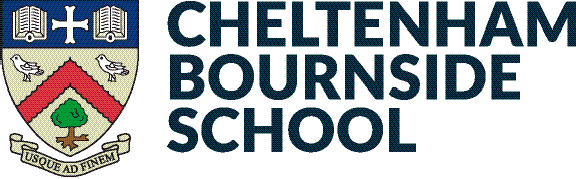 CHELTENHAM
BOURNSIDE
SCHOOL
USQUE AD FINEM